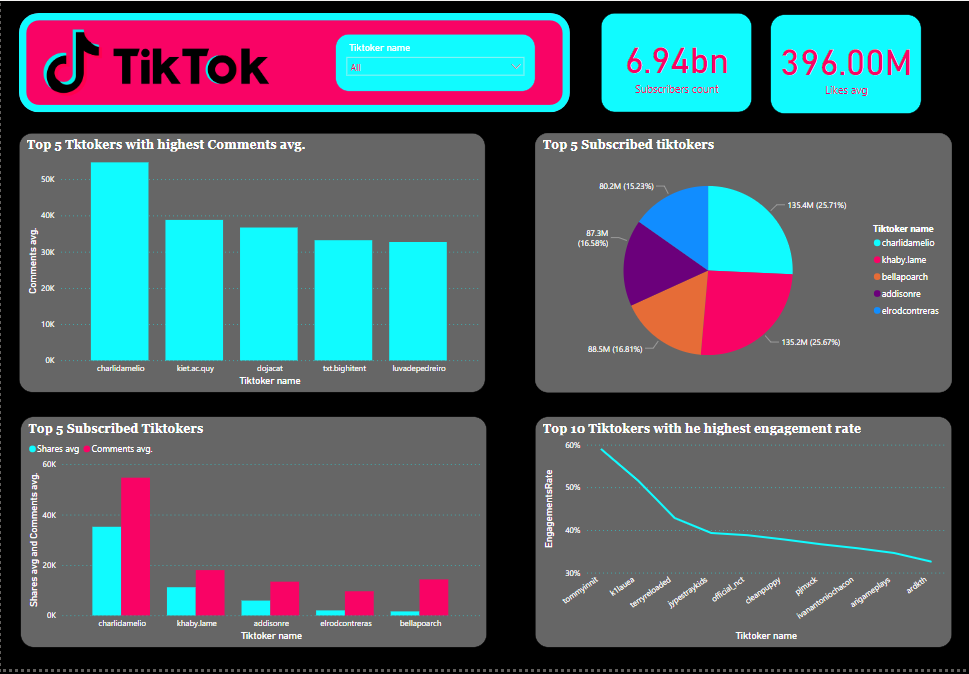 TikTok
Tiktoker name
All
6.94bn
Subscribers count
396.00M
Likes avg
Top 5 Tktokers with highest Comments avg.
Comments avg.
50K
40K
30K
20K
10K
0K
charlidamelio
kiet.ac.quy
dojacat
txt.bighitent
luvadepedreiro
Tiktoker name
Top 5 Subscribed tiktokers
80.2M (15.23%)
135.4M (25.71%)
87.3M
(16.58%)
88.5M (16.81%)
135.2M (25.67%)
Tiktoker name
charlidamelio
khaby.lame
bellapoarch
addisonre
elrodcontreras
Top 5 Subscribed Tiktokers
Shares avg
Comments avg.
Shares avg and Comments avg.
60K
40K
20K
0K
charlidamelio
khaby.lame
addisonre
elrodcontreras
bellapoarch
Tiktoker name
Top 10 Tiktokers with he highest engagement rate
EngagementsRate
60%
50%
40%
30%
tommyinnit
k1lauea
terryreloaded
jypestraykids
official_nct
cleanpuppy
pjmxck
ivanantoniochacon
arigameplays
ardkth
Tiktoker name